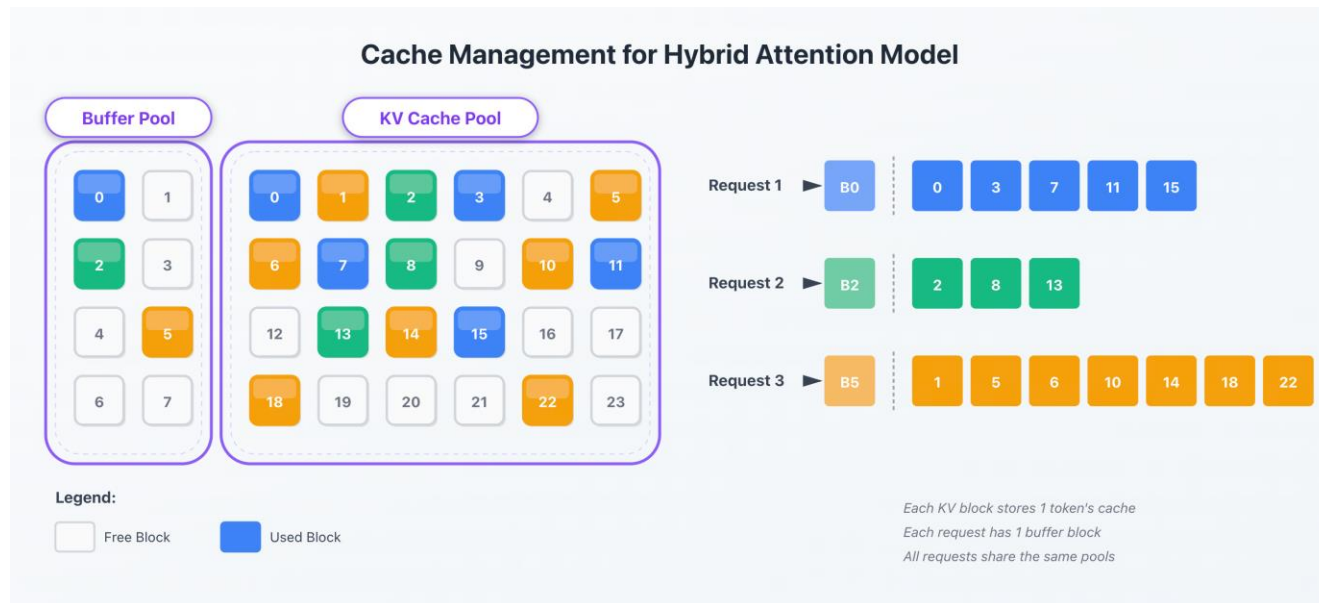 Cache Management for Hybrid Attention Model
Buffer Pool
KV Cache Pool
0 1
2 3
4 5
6 7
0 1 2 3 4 5
6 7 8 9 10 11
12 13 14 15 16 17
18 19 20 21 22 23
Request 1 B0 0 3 7 11 15
Request 2 B2 2 8 13
Request 3 B5 1 5 6 10 14 18 22
Legend:
Free Block
Used Block
Each KV block stores 1 token's cache
Each request has 1 buffer block
All requests share the same pools